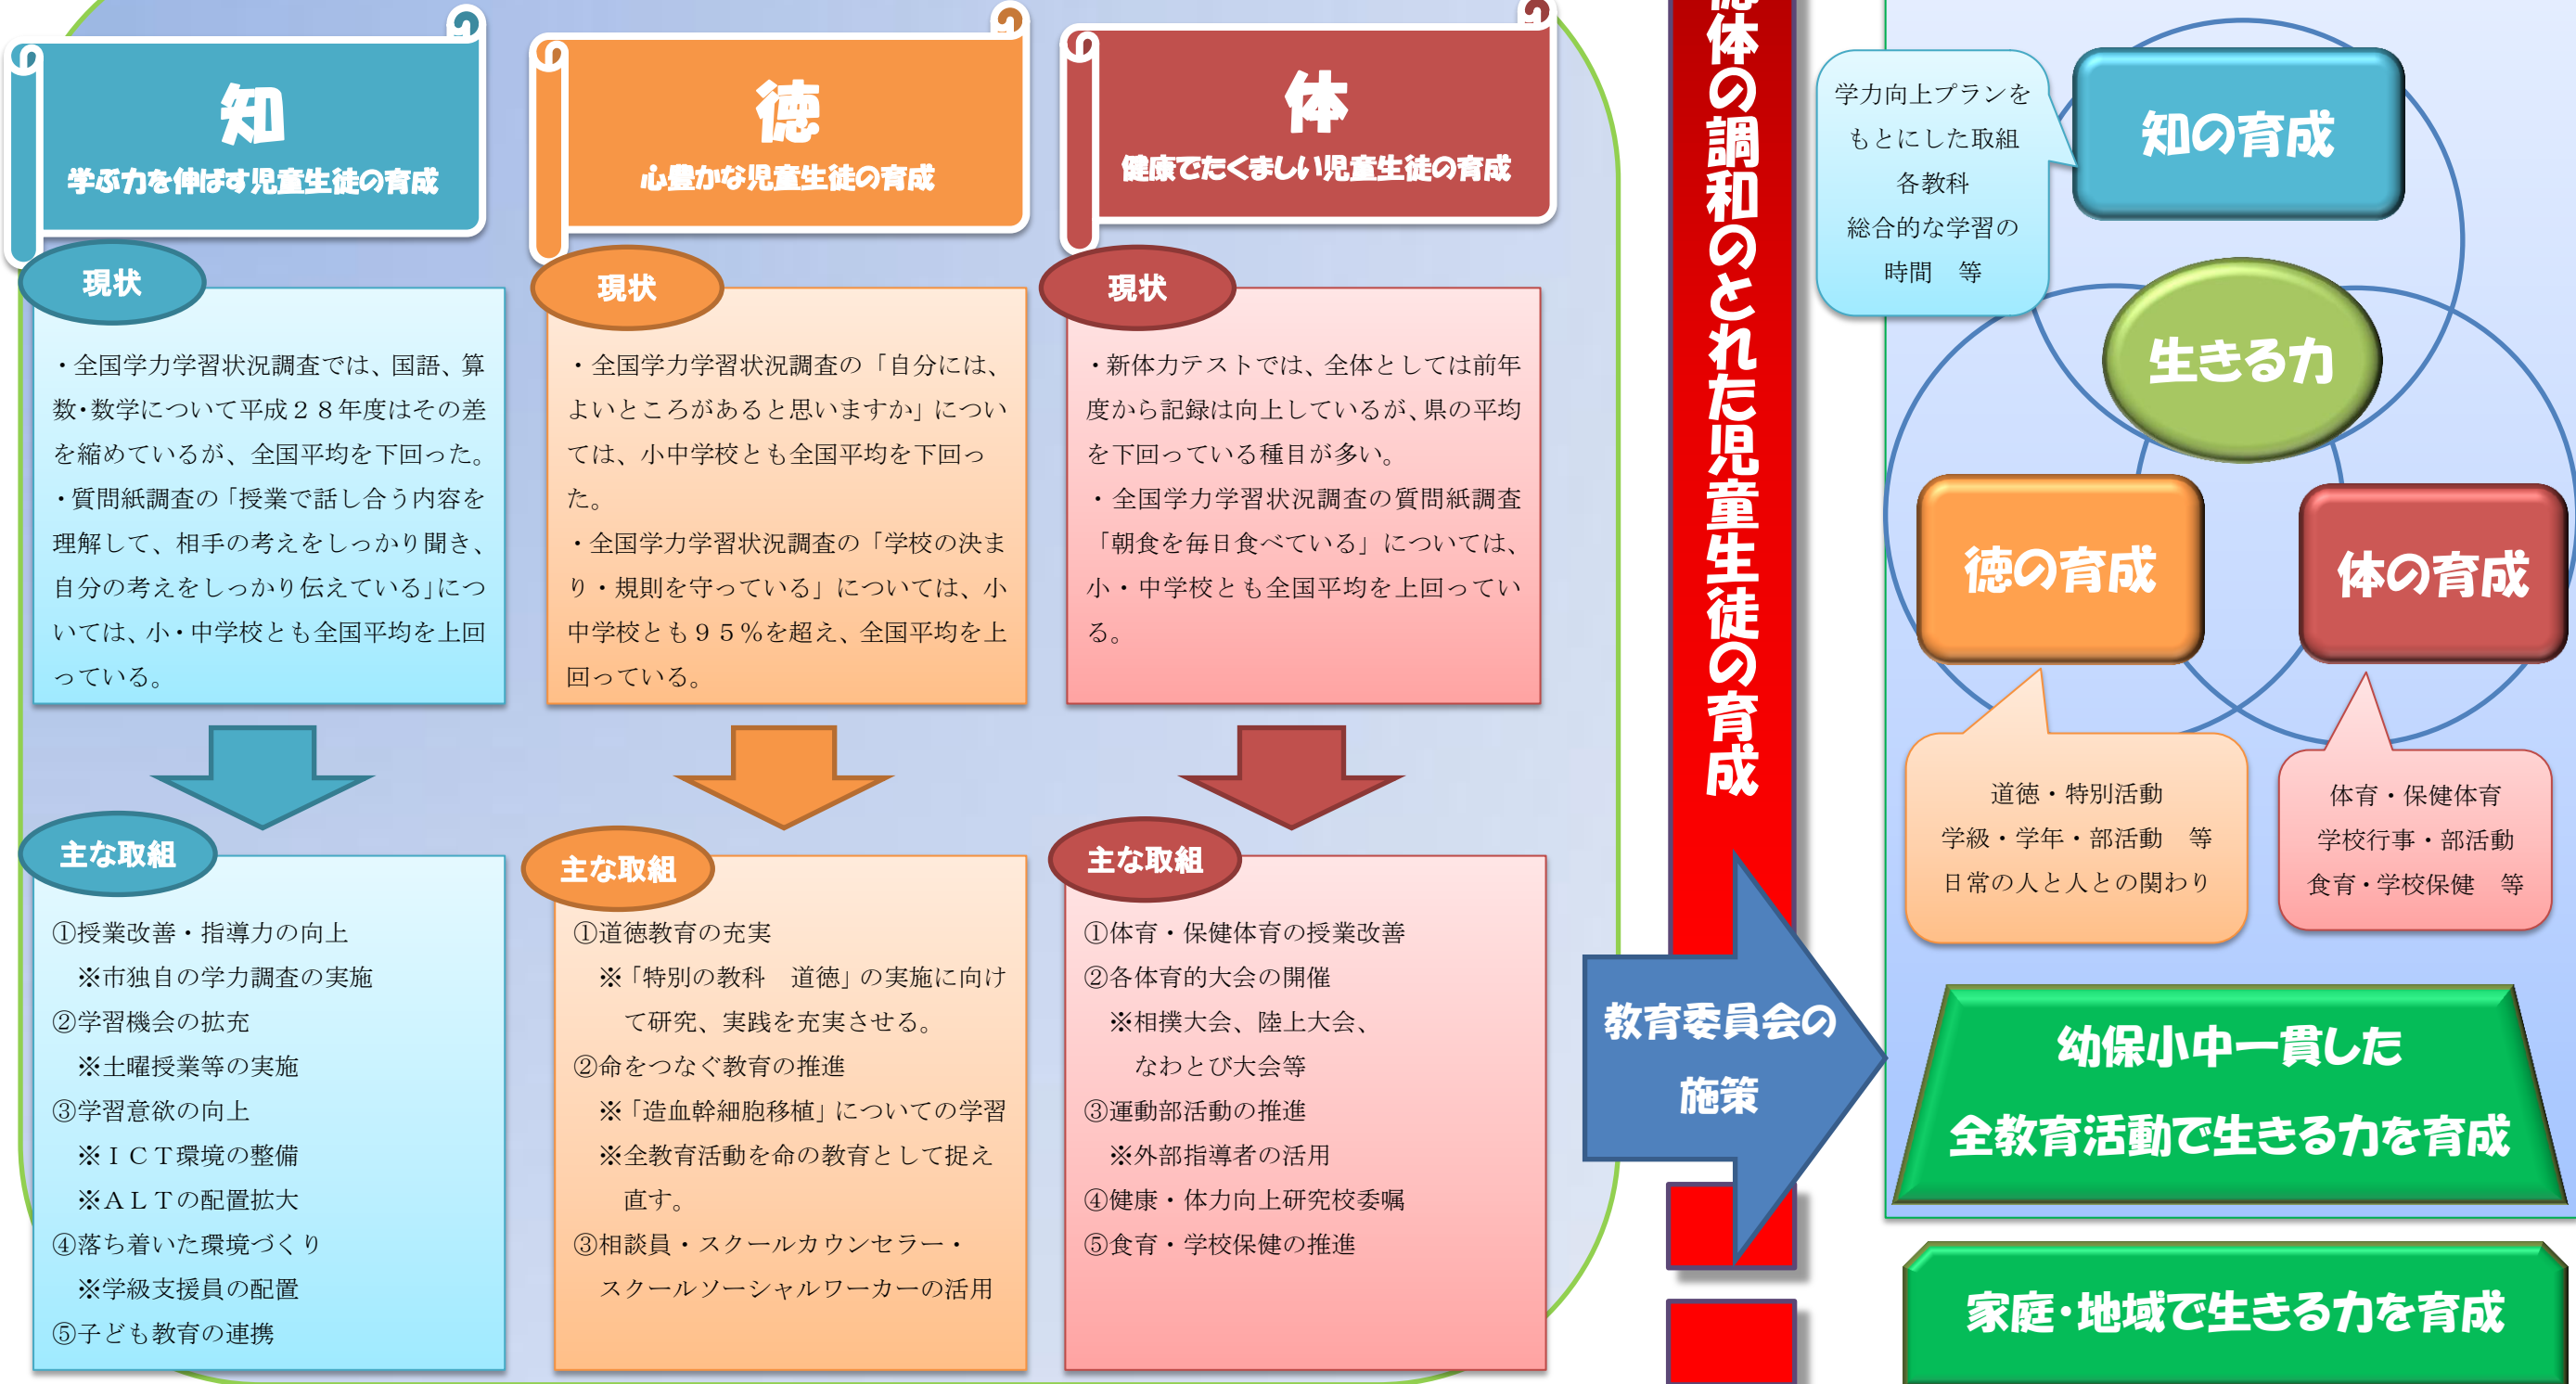 知
学ぶ力を伸ばす児童生徒の育成
現状
・全国学力学習状況調査では、国語、算
数・数学について平成２８年度はその差
を縮めているが、全国平均を下回った。
・質問紙調査の「授業で話し合う内容を
理解して、相手の考えをしっかり聞き、
自分の考えをしっかり伝えている」につ
いては、小・中学校とも全国平均を上回
っている。
主な取組
①授業改善・指導力の向上
※市独自の学力調査の実施
②学習機会の拡充
※土曜授業等の実施
③学習意欲の向上
※ＩＣＴ環境の整備
※ＡＬＴの配置拡大
④落ち着いた環境づくり
※学級支援員の配置
⑤子ども教育の連携
徳
心豊かな児童生徒の育成
現状
・全国学力学習状況調査の「自分には、
よいところがあると思いますか」につい
ては、小中学校とも全国平均を下回っ
た。
・全国学力学習状況調査の「学校の決ま
り・規則を守っている」については、小
中学校とも９５％を超え、全国平均を上
回っている。
主な取組
①道徳教育の充実
※「特別の教科　道徳」の実施に向け
て研究、実践を充実させる。
②命をつなぐ教育の推進
※「造血幹細胞移植」についての学習
※全教育活動を命の教育として捉え
直す。
③相談員・スクールカウンセラー・
スクールソーシャルワーカーの活用
体
健康でたくましい児童生徒の育成
現状
・新体力テストでは、全体としては前年
度から記録は向上しているが、県の平均
を下回っている種目が多い。
・全国学力学習状況調査の質問紙調査
「朝食を毎日食べている」については、
小・中学校とも全国平均を上回ってい
る。
主な取組
①体育・保健体育の授業改善
②各体育的大会の開催
※相撲大会、陸上大会、
なわとび大会等
③運動部活動の推進
※外部指導者の活用
④健康・体力向上研究校委嘱
⑤食育・学校保健の推進
徳体の調和のとれた児童生徒の育成
教育委員会の
施策
学力向上プランを
もとにした取組
各教科
総合的な学習の
時間　等
知の育成
生きる力
徳の育成
体の育成
道徳・特別活動
学級・学年・部活動　等
日常の人と人との関わり
体育・保健体育
学校行事・部活動
食育・学校保健　等
幼保小中一貫した
全教育活動で生きる力を育成
家庭・地域で生きる力を育成